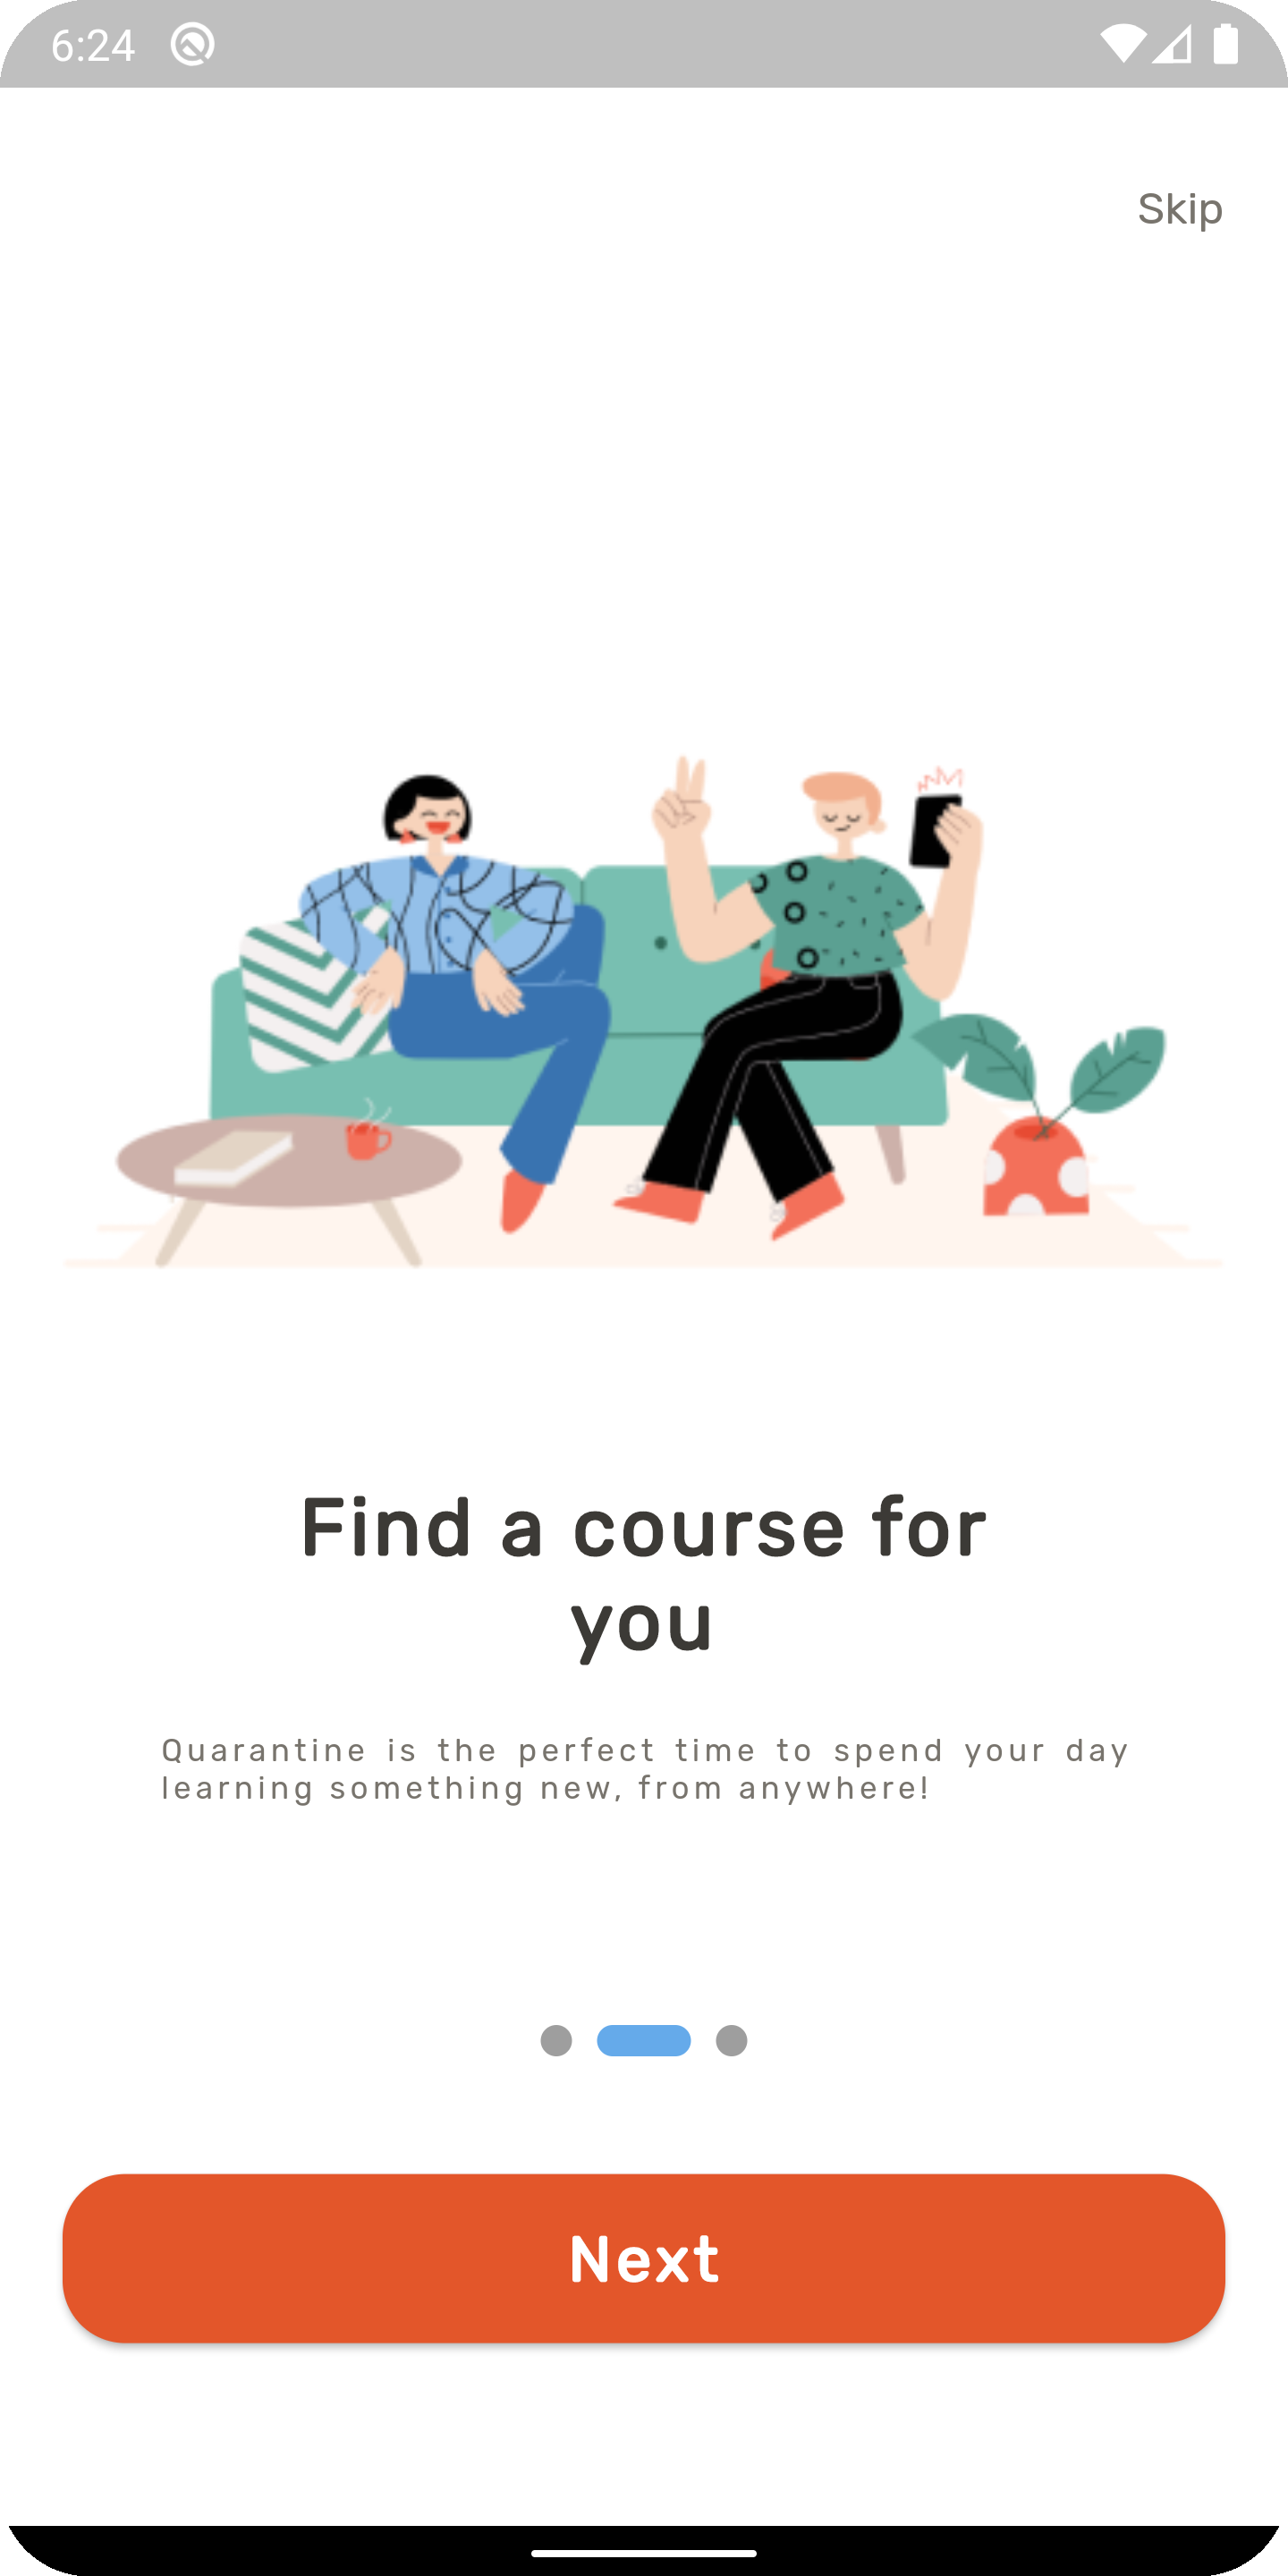 6:24
Skip
Find a course for
you
Quarantine is the perfect time to spend your day
learning something new, from anywhere!
Next